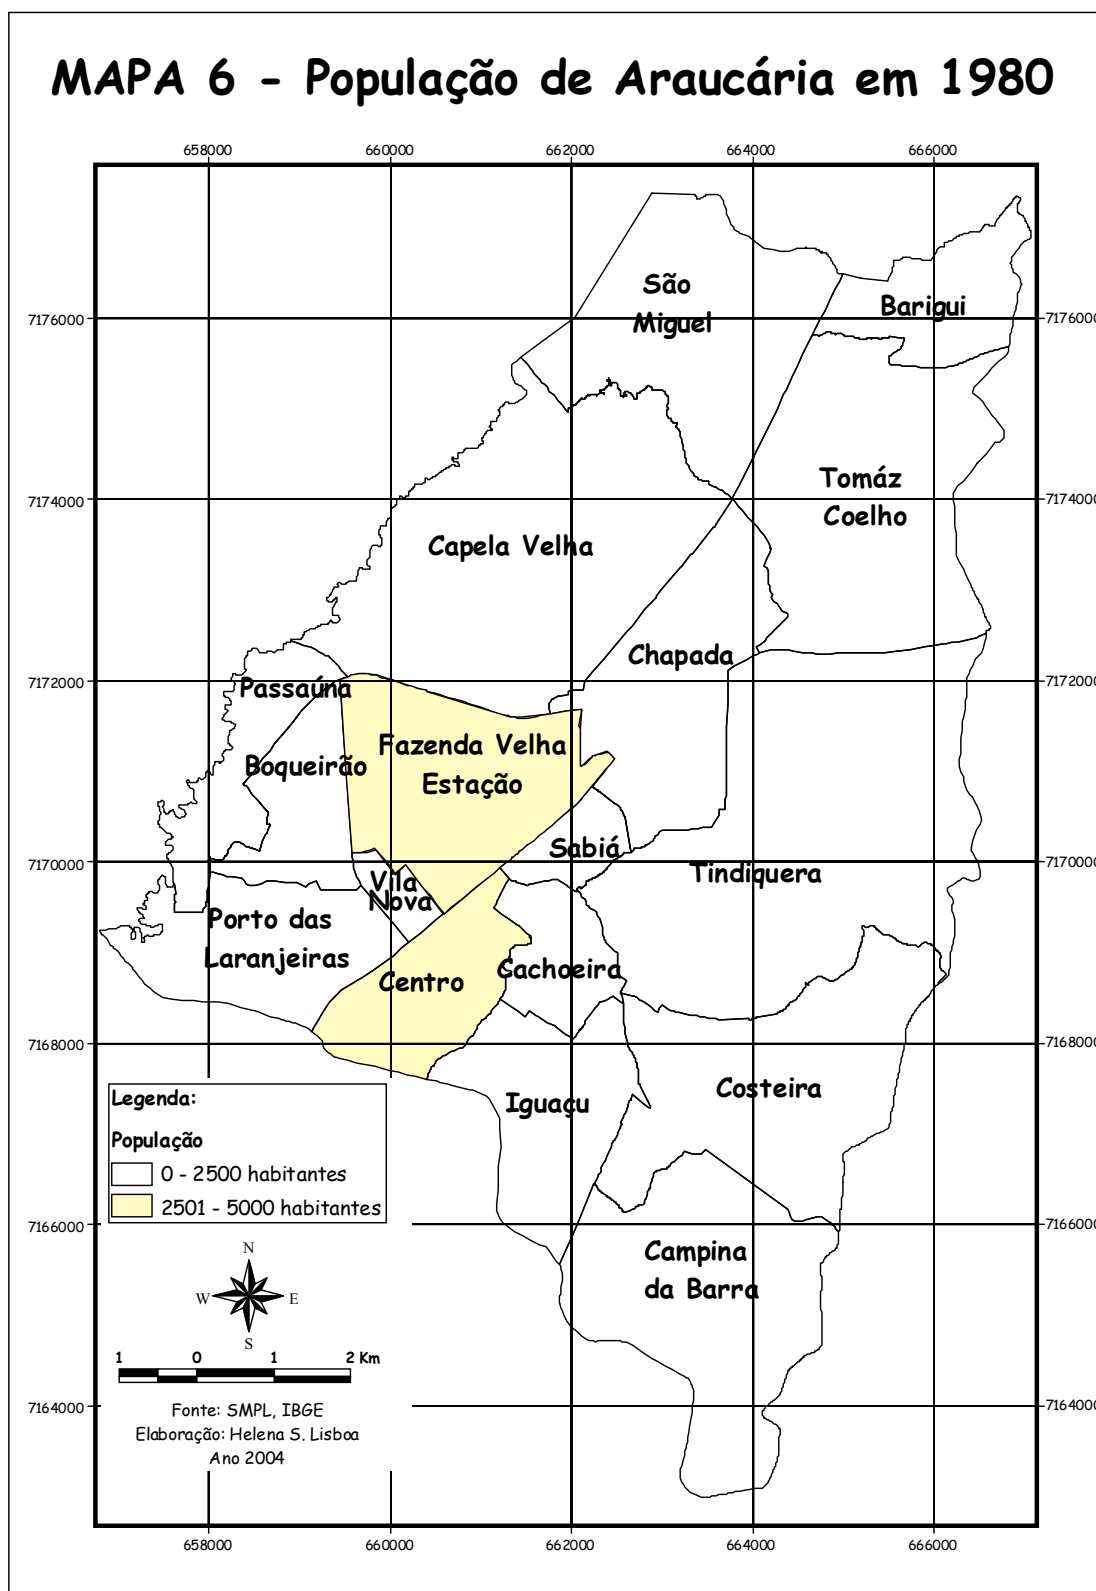 MAPA 6 - População de Araucária em 1980
658000 660000 662000 664000 666000
São
Miguel
Barigui
7176000 7176000
Tomáz
Coelho
7174000 7174000
Capela Velha
Chapada
7172000 7172000
Passaúna
Fazenda Velha
Estação
Boqueirão
Sabiá
7170000 7170000
Tindiquera
Vila
Nova
Porto das
Laranjeiras
Cachoeira
Centro
7168000 7168000
Costeira
Iguaçu
Legenda:
População
0 - 2500 habitantes
2501 - 5000 habitantes
7166000 7166000
Campina
da Barra
N
W E
S
1 0 1 2 Km
7164000 7164000
Fonte: SMPL, IBGE
Elaboração: Helena S. Lisboa
Ano 2004
658000 660000 662000 664000 666000